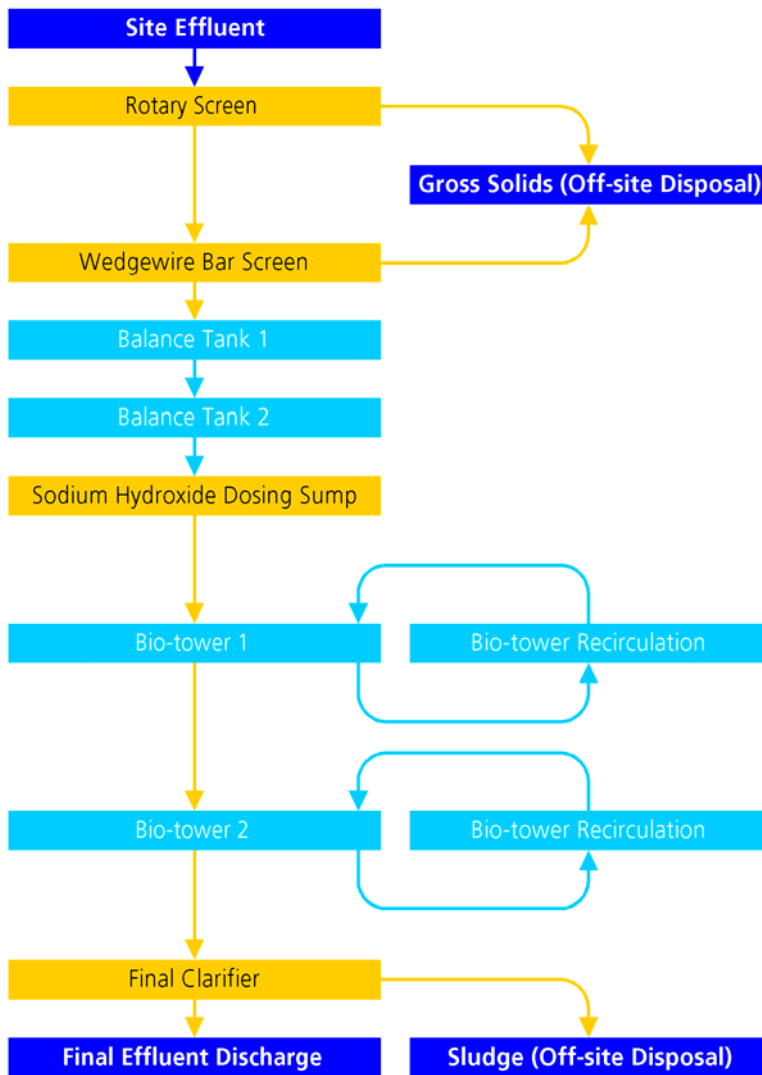 Site Effluent
Rotary Screen
Gross Solids (Off-site Disposal)
Wedgewire Bar Screen
Balance Tank 1
Balance Tank 2
Sodium Hydroxide Dosing Sump
Bio-tower 1
Bio-tower Recirculation
Bio-tower 2
Bio-tower Recirculation
Final Clarifier
Final Effluent Discharge
Sludge (Off-site Disposal)